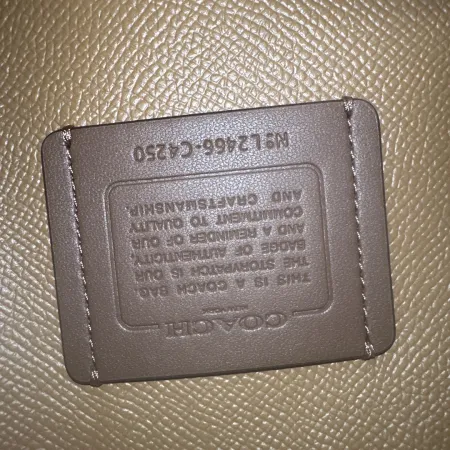 COACH
THIS IS A COACH BAG.
THE STORYPATCH IS OUR
BADGE OF AUTHENTICITY
AND A REMINDER OF OUR
COMMITMENT TO QUALITY
AND CRAFTSMANSHIP.
Nº L2466-C4250